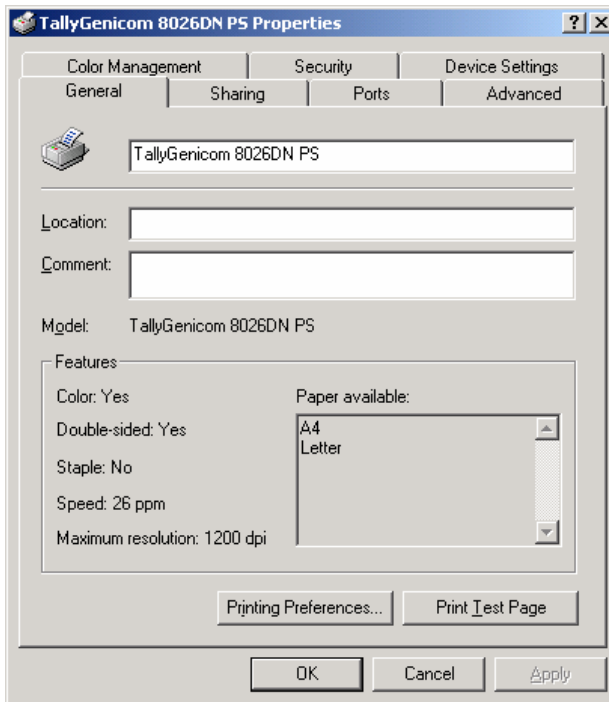 TallyGenicom 8026DN PS Properties
Color Management Security Device Settings
General Sharing Ports Advanced
TallyGenicom 8026DN PS
Location:
Comment:
Model: TallyGenicom 8026DN PS
Features
Color: Yes Paper available:
Double-sided: Yes A4
Letter
Staple: No
Speed: 26 ppm
Maximum resolution: 1200 dpi
Printing Preferences... Print Test Page
OK Cancel Apply